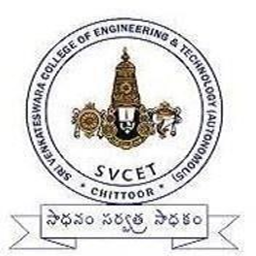 SRI VENKATESWARA COLLEGE OF ENGINEERING & TECHNOLOGY (AUTONOMOUS)
SVCET
* CHITTOOR *
సాధనం సర్వత్ర సాధకం